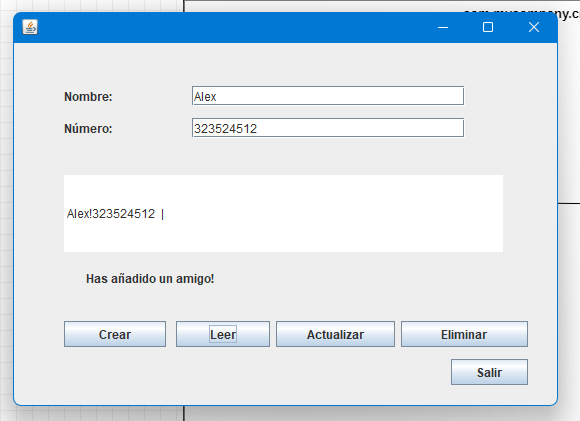 Nombre: Alex
Número: 323524512
Alex!323524512 |
Has añadido un amigo!
Crear Leer Actualizar Eliminar
Salir